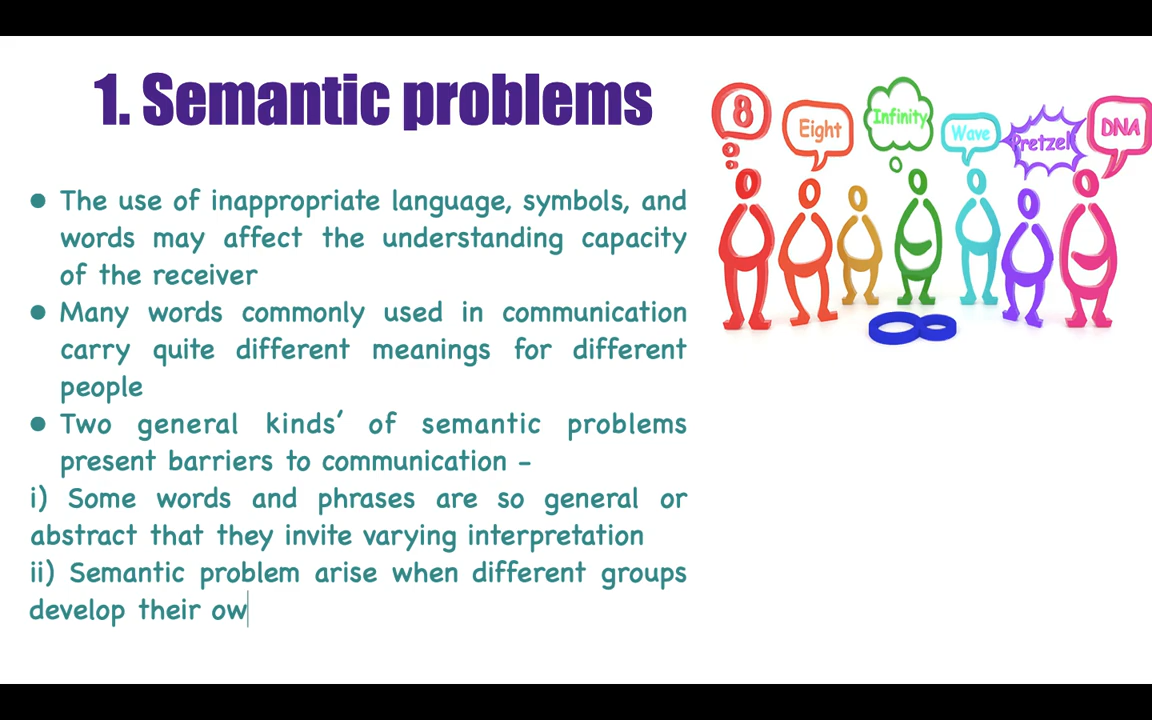 1. Semantic problems
8
Eight
Infinity
Wave
Pretzel
DNA
● The use of inappropriate language, symbols, and
words may affect the understanding capacity
of the receiver
● Many words commonly used in communication
carry quite different meanings for different
people
● Two general kinds’ of semantic problems
present barriers to communication –
i) Some words and phrases are so general or
abstract that they invite varying interpretation
ii) Semantic problem arise when different groups
develop their ow